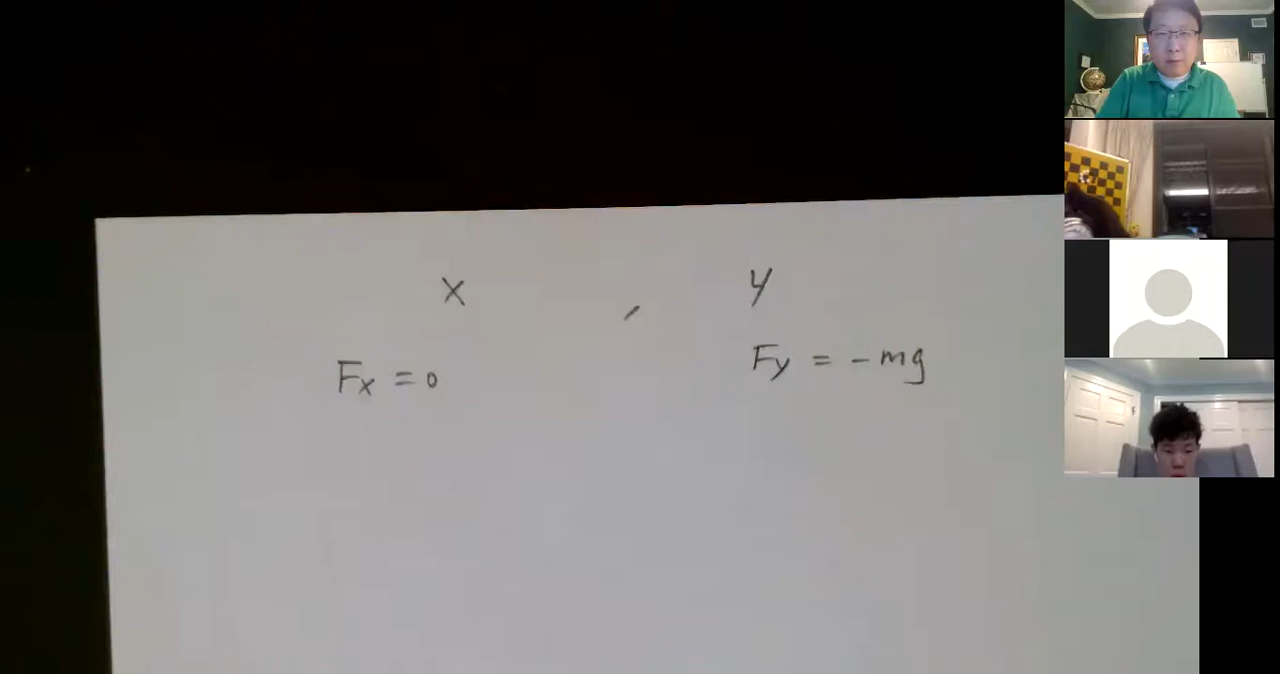 x , y
Fx = 0 Fy = -mg